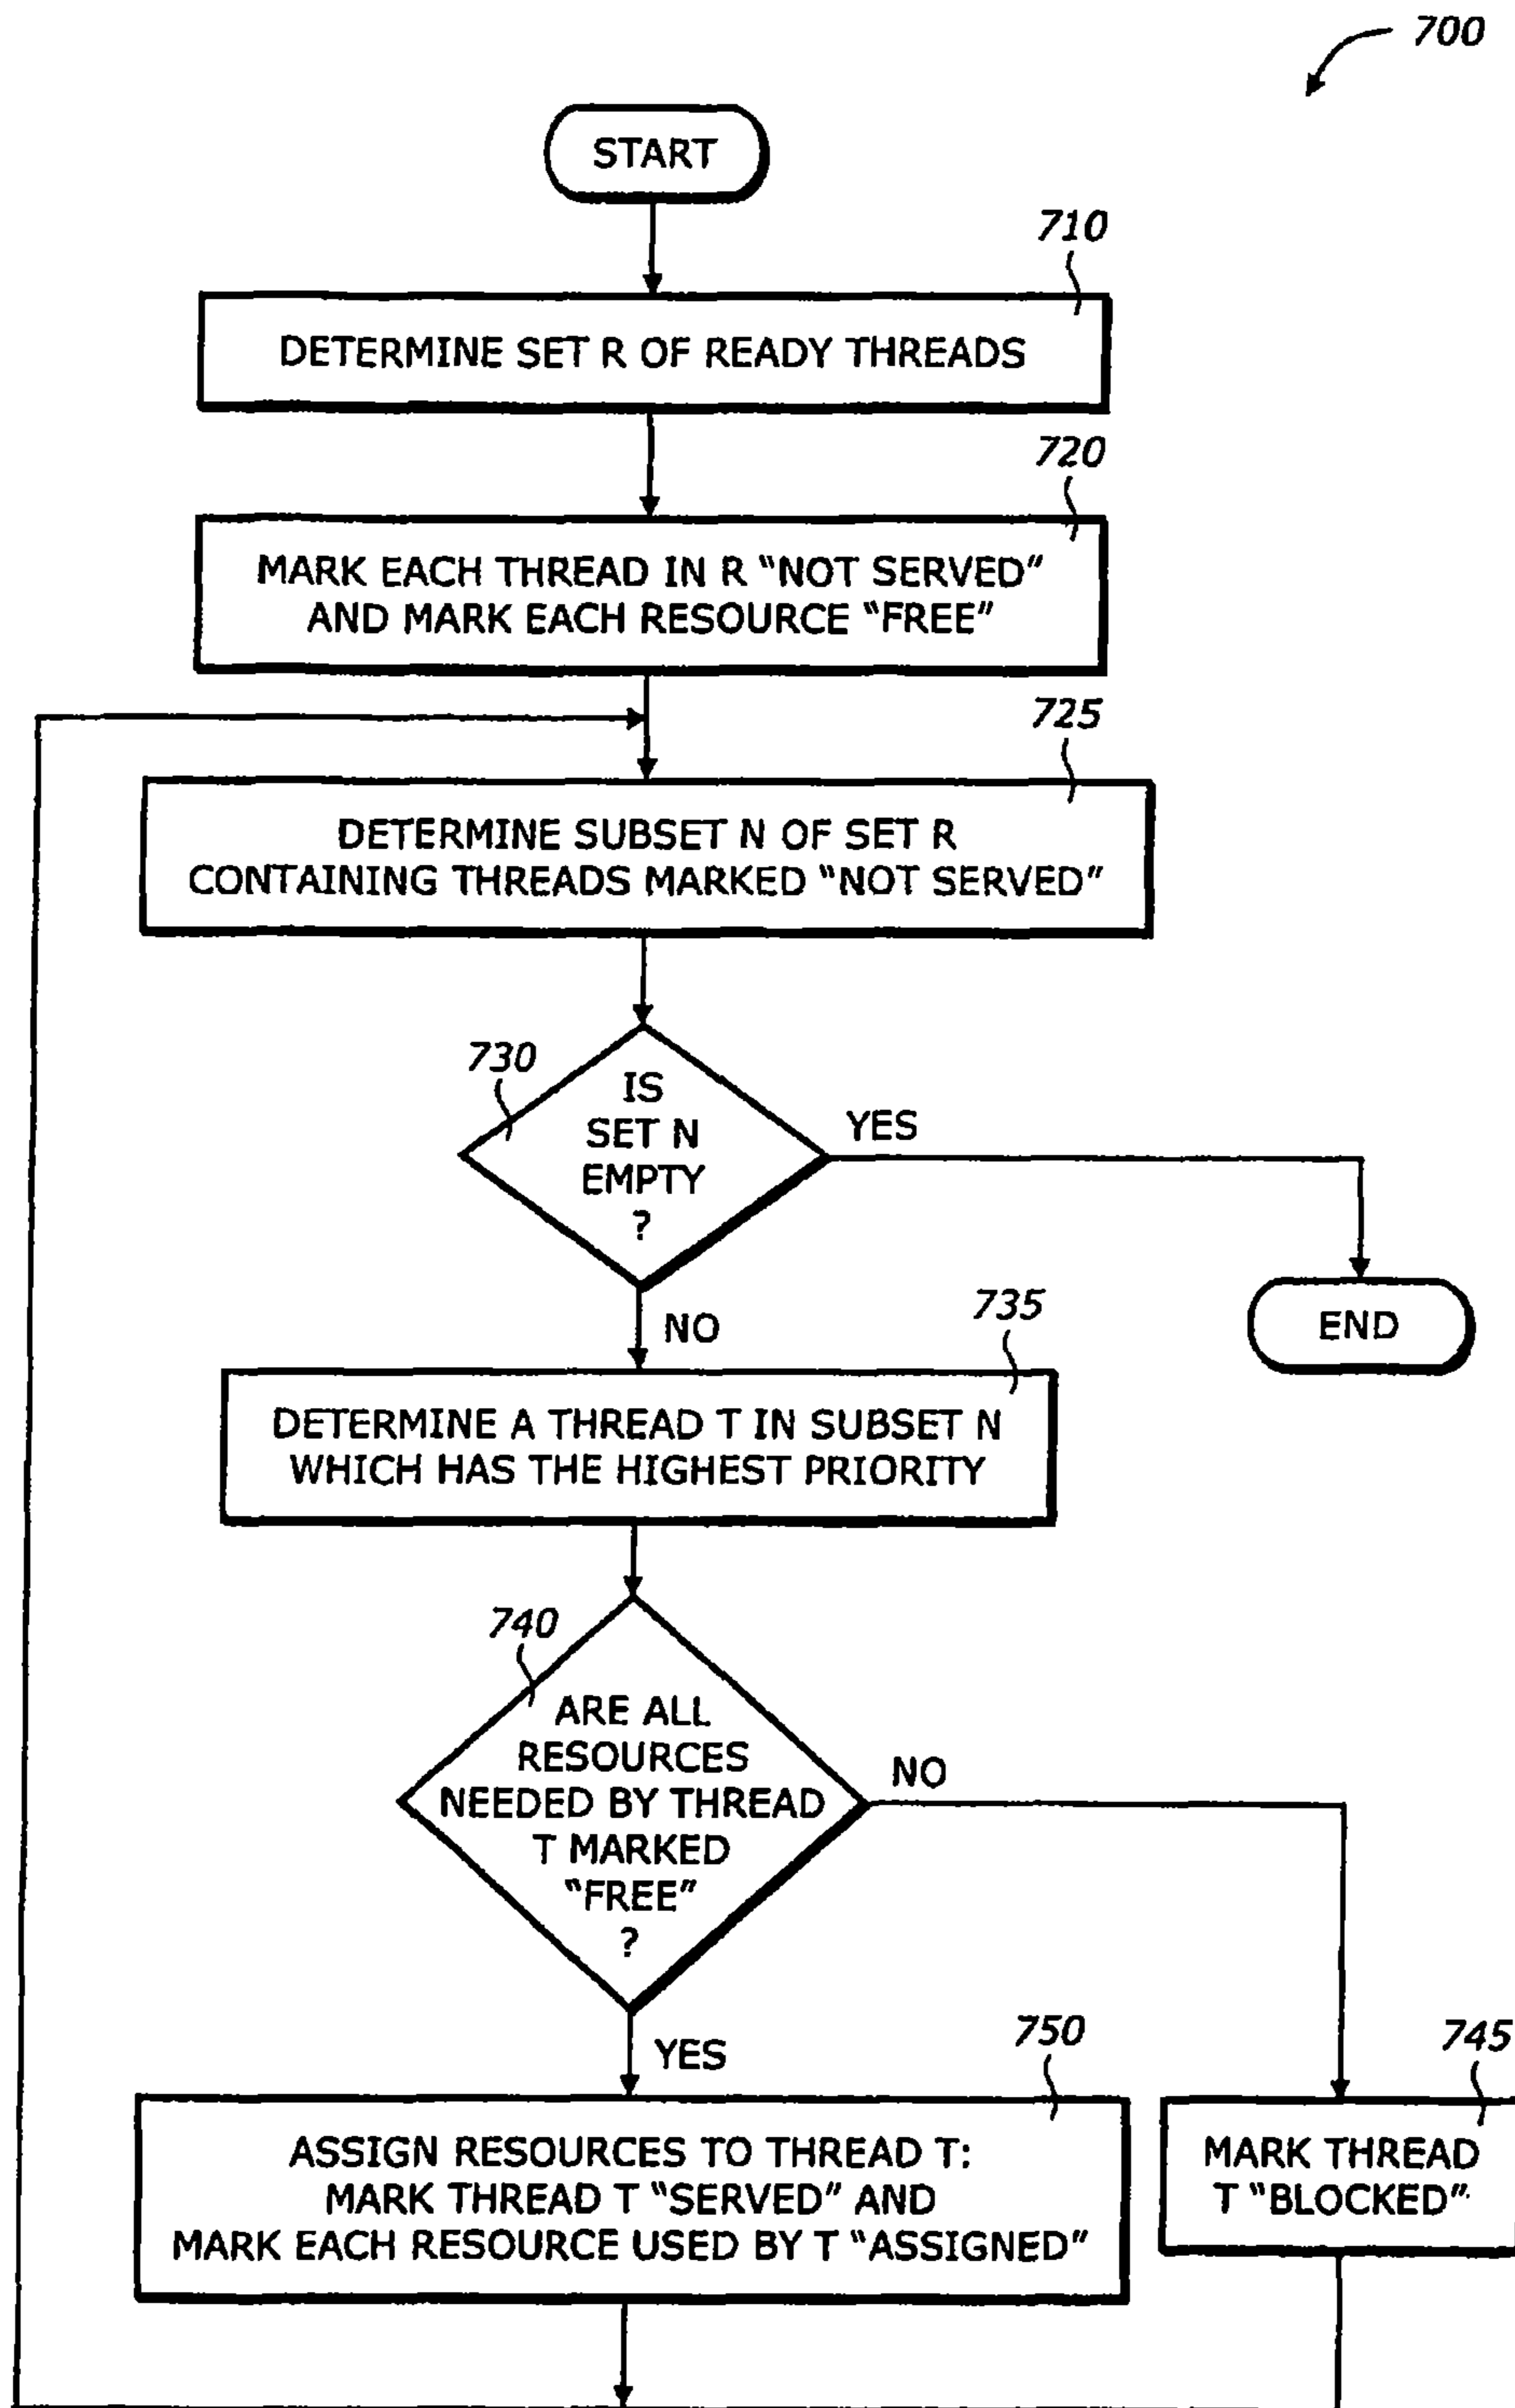 700
START
710
DETERMINE SET R OF READY THREADS
720
MARK EACH THREAD IN R “NOT SERVED”
AND MARK EACH RESOURCE “FREE”
725
DETERMINE SUBSET N OF SET R
CONTAINING THREADS MARKED “NOT SERVED”
730
IS
SET N
EMPTY
?
YES
END
NO
735
DETERMINE A THREAD T IN SUBSET N
WHICH HAS THE HIGHEST PRIORITY
740
ARE ALL
RESOURCES
NEEDED BY THREAD
T MARKED
“FREE”
?
NO
YES
750
ASSIGN RESOURCES TO THREAD T:
MARK THREAD T “SERVED” AND
MARK EACH RESOURCE USED BY T “ASSIGNED”
745
MARK THREAD
T “BLOCKED”